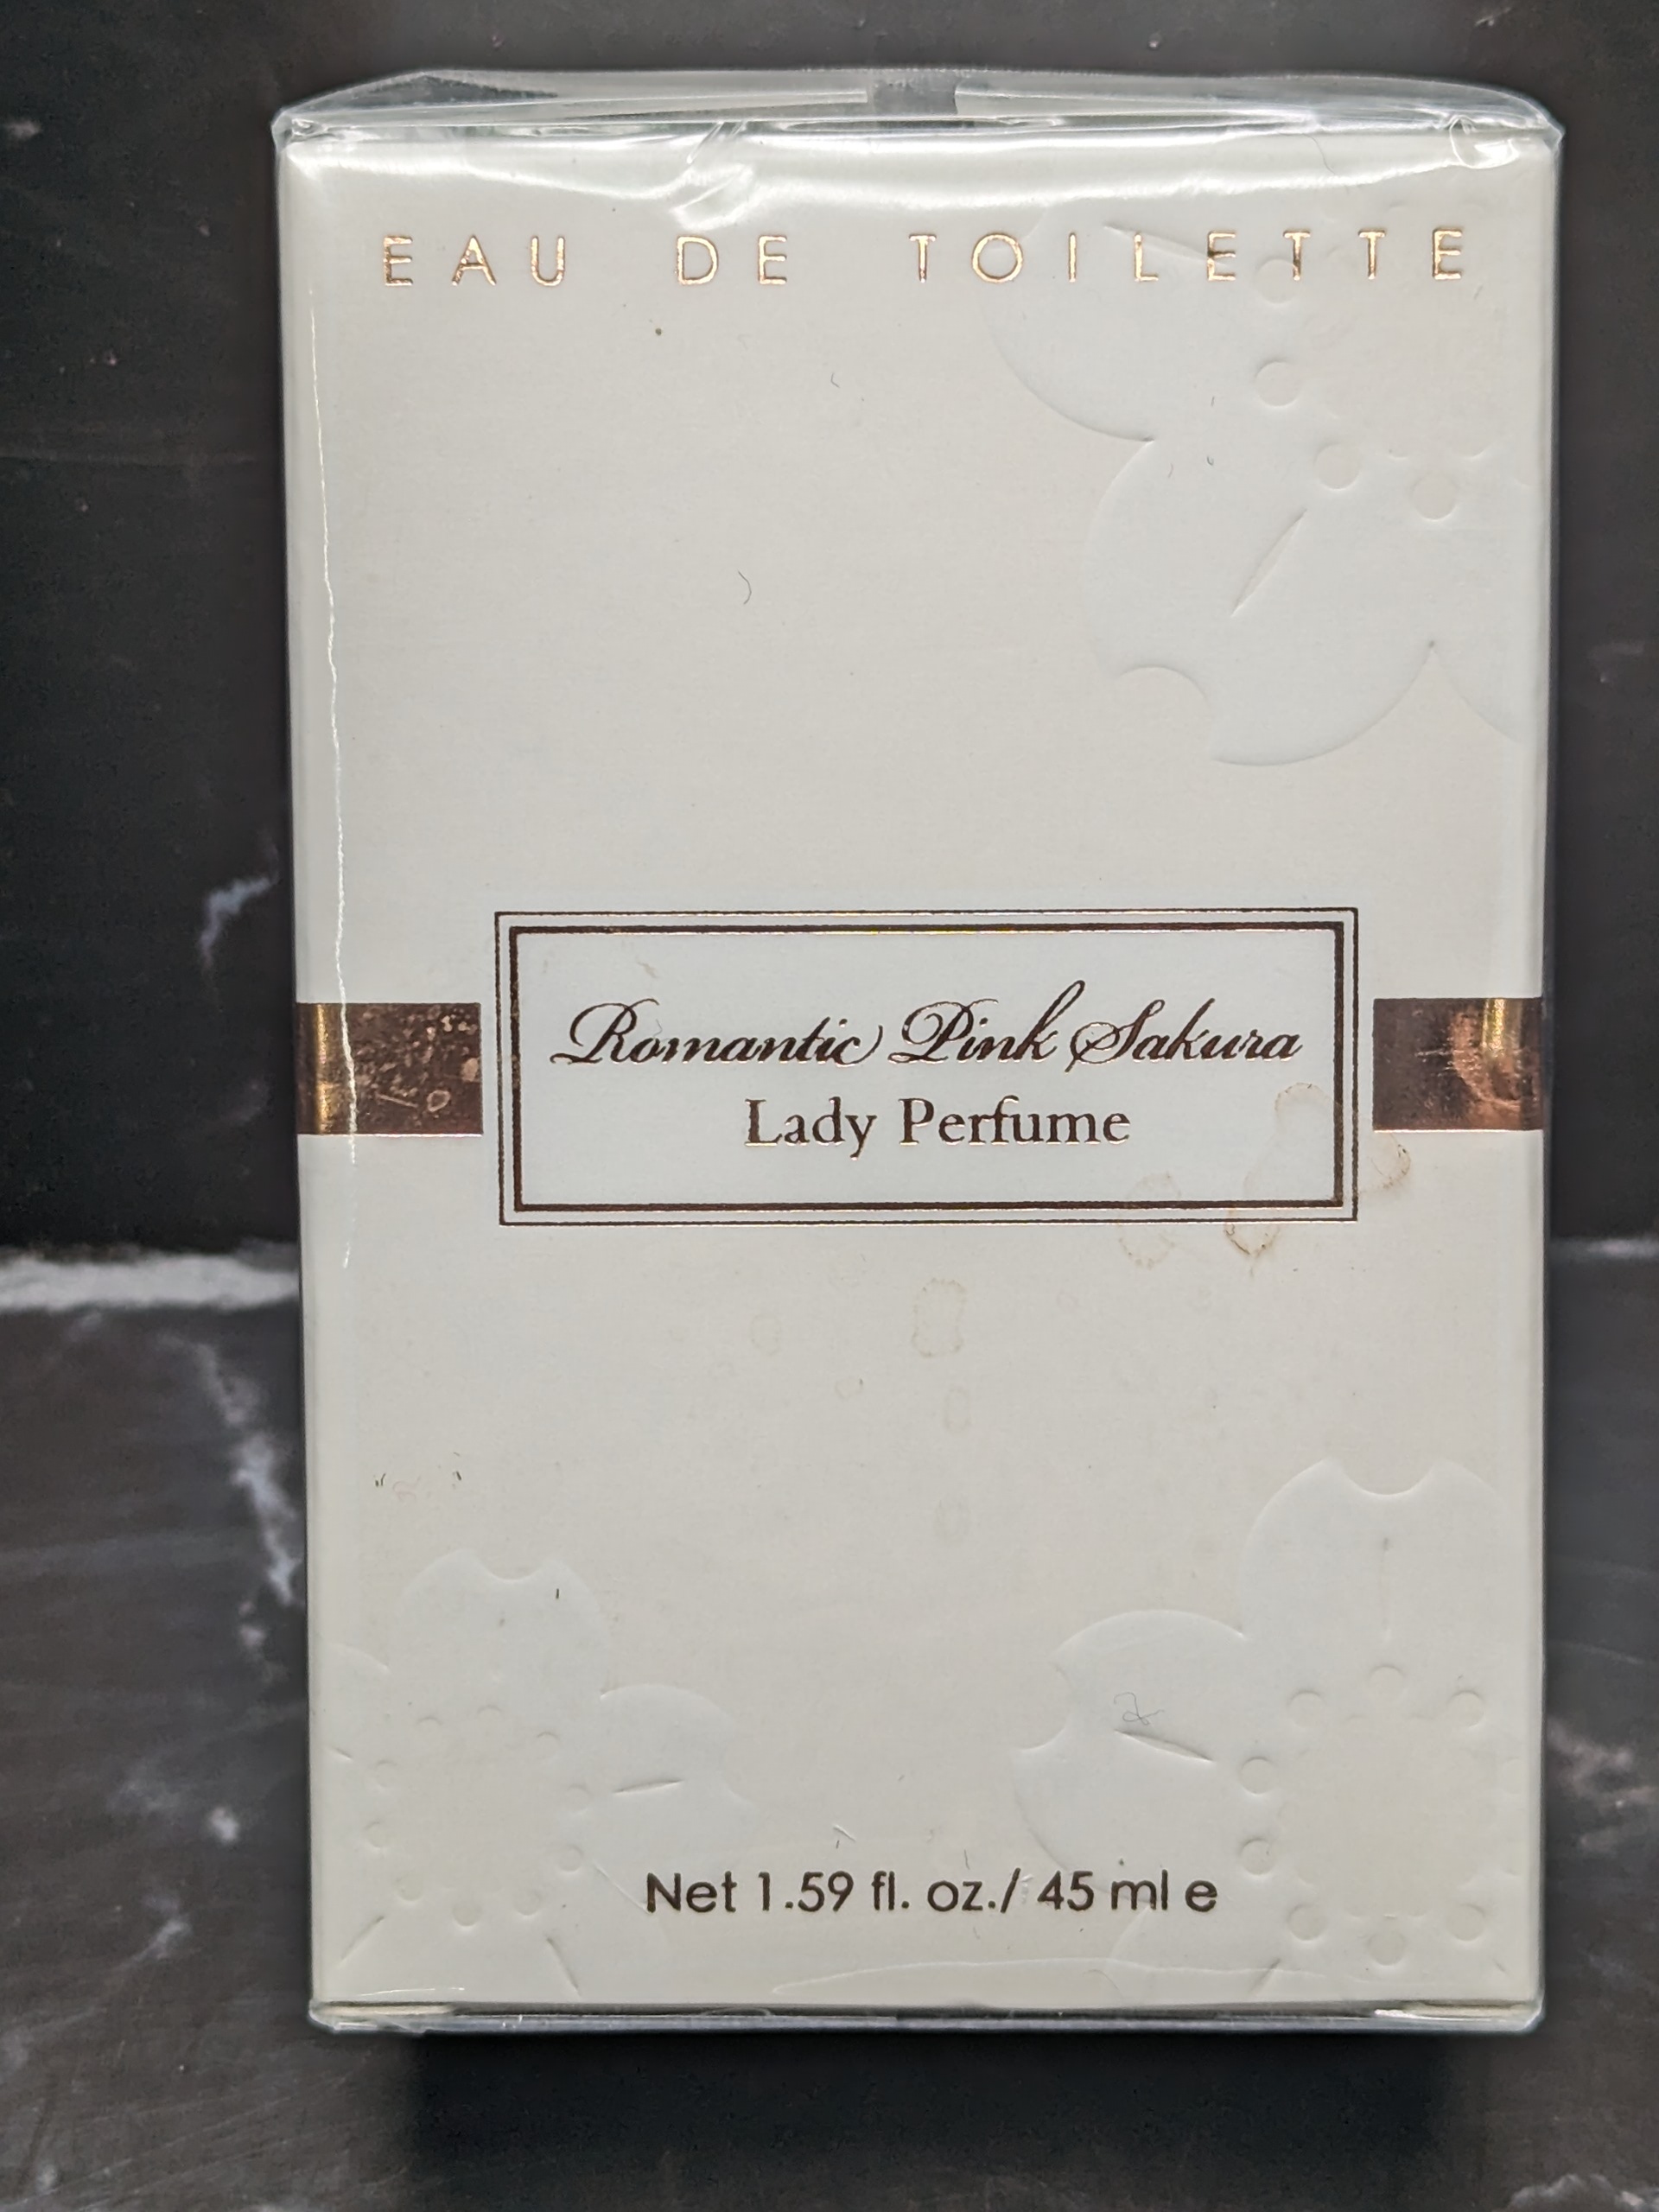 EAU DE TOILETTE
Romantic Pink Sakura
Lady Perfume
Net 1.59 fl. oz./ 45 ml e